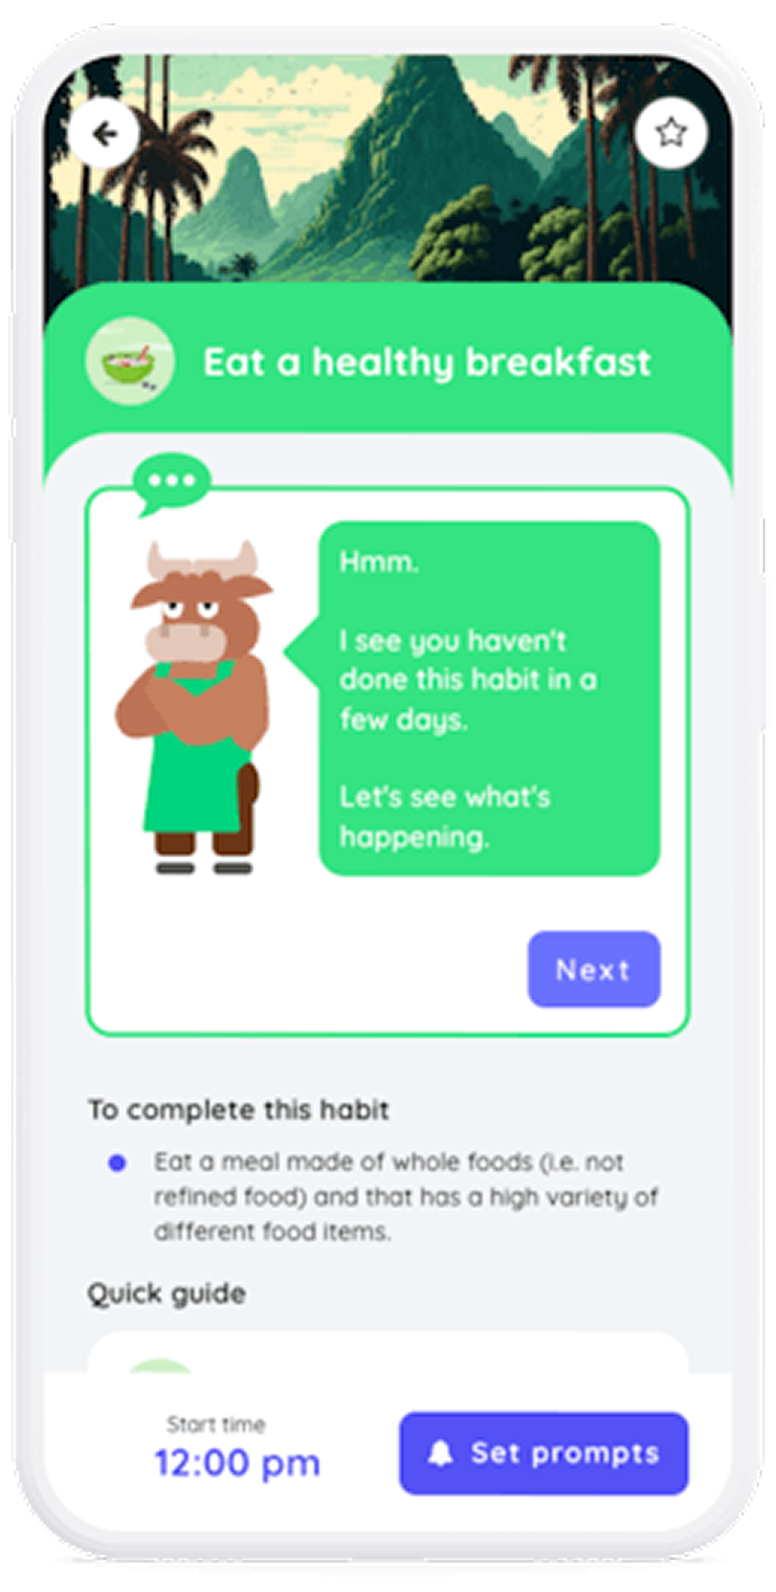 Eat a healthy breakfast
Hmm.
I see you haven't
done this habit in a
few days.
Let's see what's
happening.
Next
To complete this habit
Eat a meal made of whole foods (i.e. not
refined food) and that has a high variety of
different food items.
Quick guide
Start time
12:00 pm
Set prompts